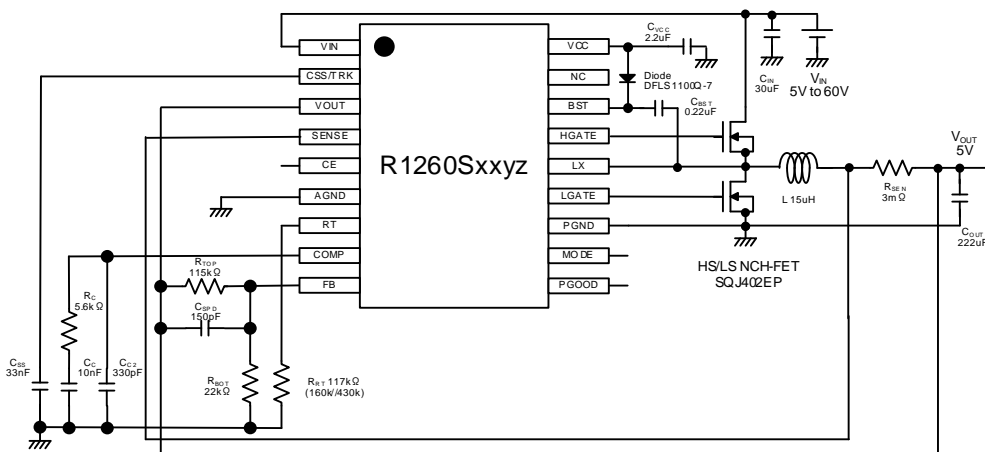 VIN
CSS/TRK
VOUT
SENSE
CE
AGND
RT
COMP
FB
R1260Sxxyz
VCC
NC
BST
HGATE
LX
LGATE
PGND
MODE
PGOOD
CVCC
2.2uF
Diode
DFLS1100Q-7
CBST
0.22uF
CIN
30uF
VIN
5V to 60V
L 15uH
RSEN
3mΩ
VOUT
5V
COUT
222uF
HS/LS NCH-FET
SQJ402EP
RTOP
115kΩ
CSPD
150pF
RC
5.6kΩ
CSS
33nF
CC
10nF
CC2
330pF
RBOT
22kΩ
RRT 117kΩ
(160k//430k)